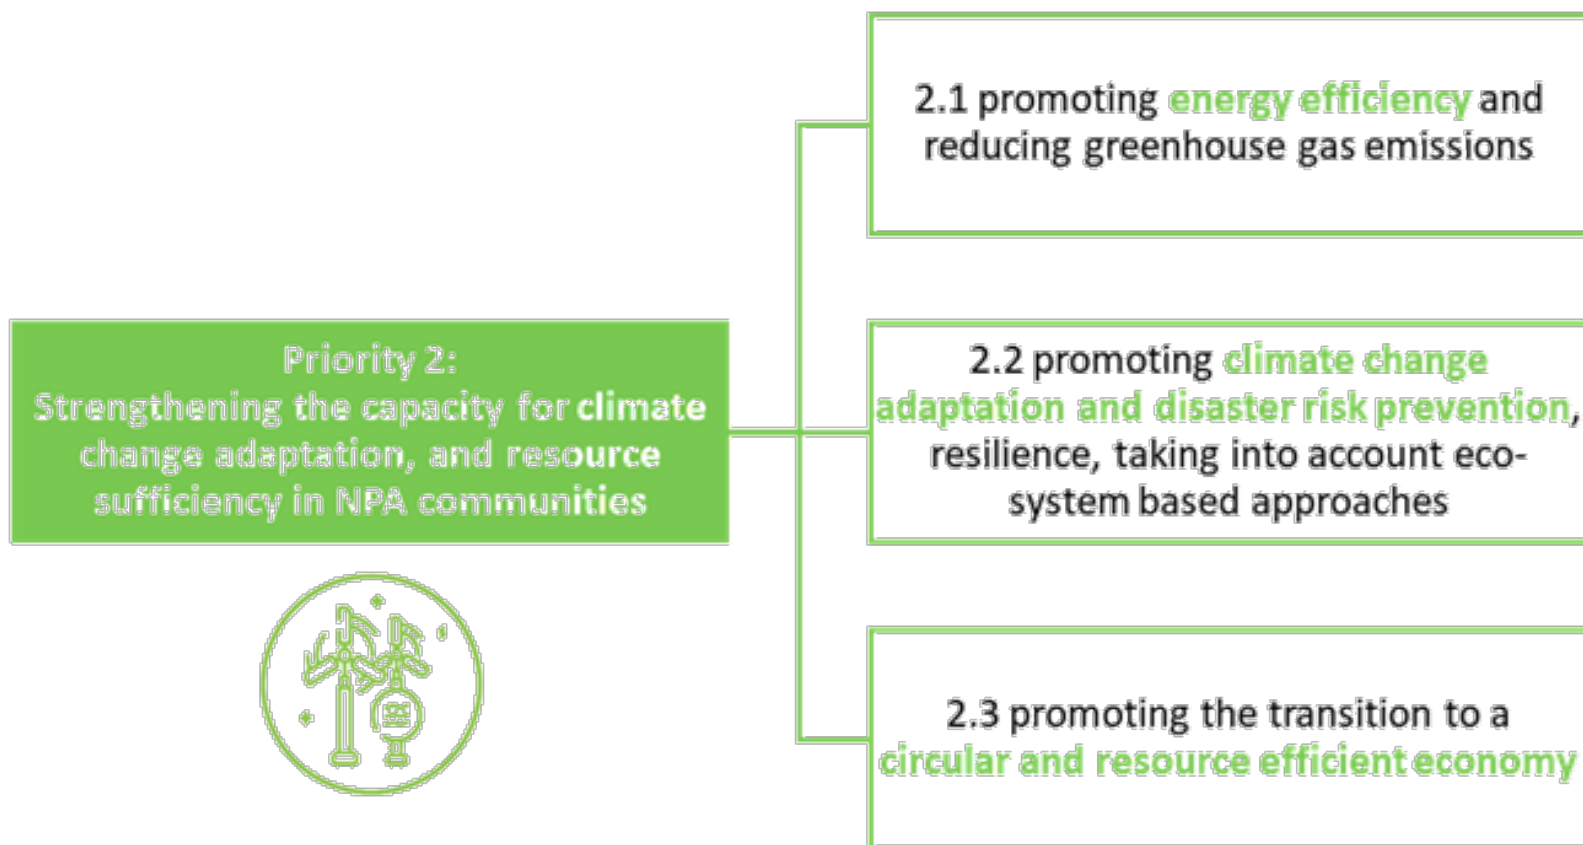 Priority 2:
Strengthening the capacity for climate
change adaptation, and resource
sufficiency in NPA communities
2.1 promoting energy efficiency and
reducing greenhouse gas emissions
2.2 promoting climate change
adaptation and disaster risk prevention,
resilience, taking into account eco-
system based approaches
2.3 promoting the transition to a
circular and resource efficient economy